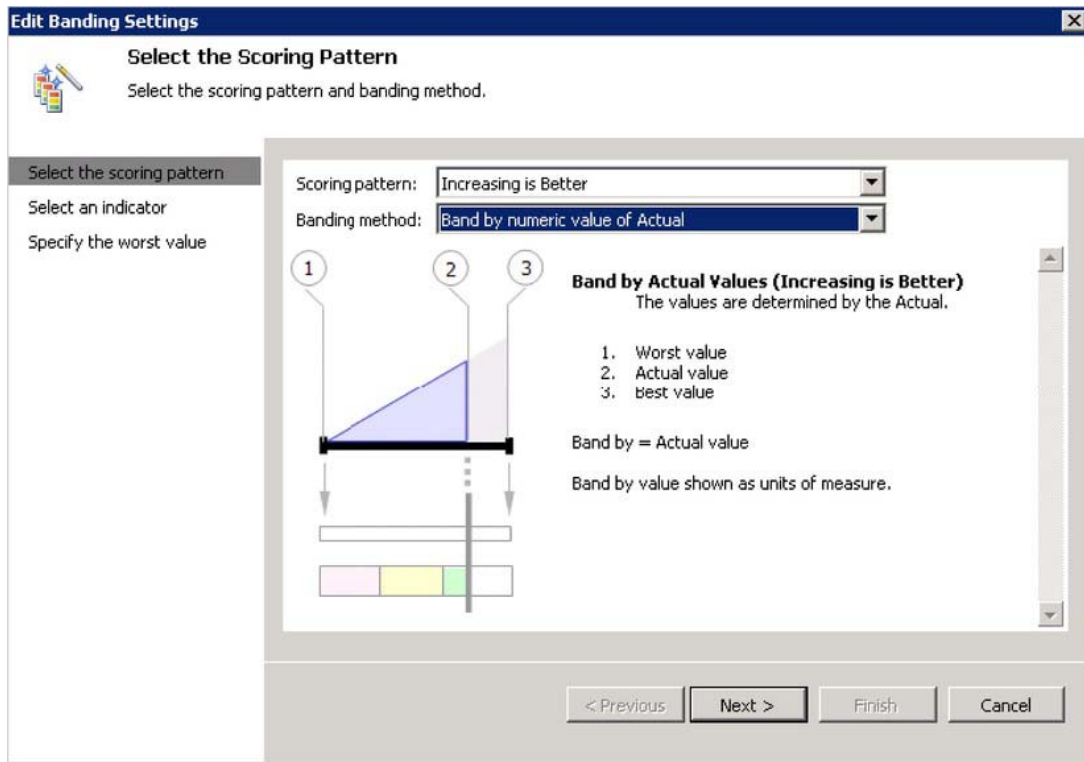 Edit Banding Settings
Select the Scoring Pattern
Select the scoring pattern and banding method.
Select the scoring pattern
Select an indicator
Specify the worst value
Scoring pattern: Increasing is Better
Banding method: Band by numeric value of Actual
1 2 3
Band by Actual Values (Increasing is Better)
The values are determined by the Actual.
1. Worst value
2. Actual value
3. Best value
Band by = Actual value
Band by value shown as units of measure.
< Previous Next > Finish Cancel